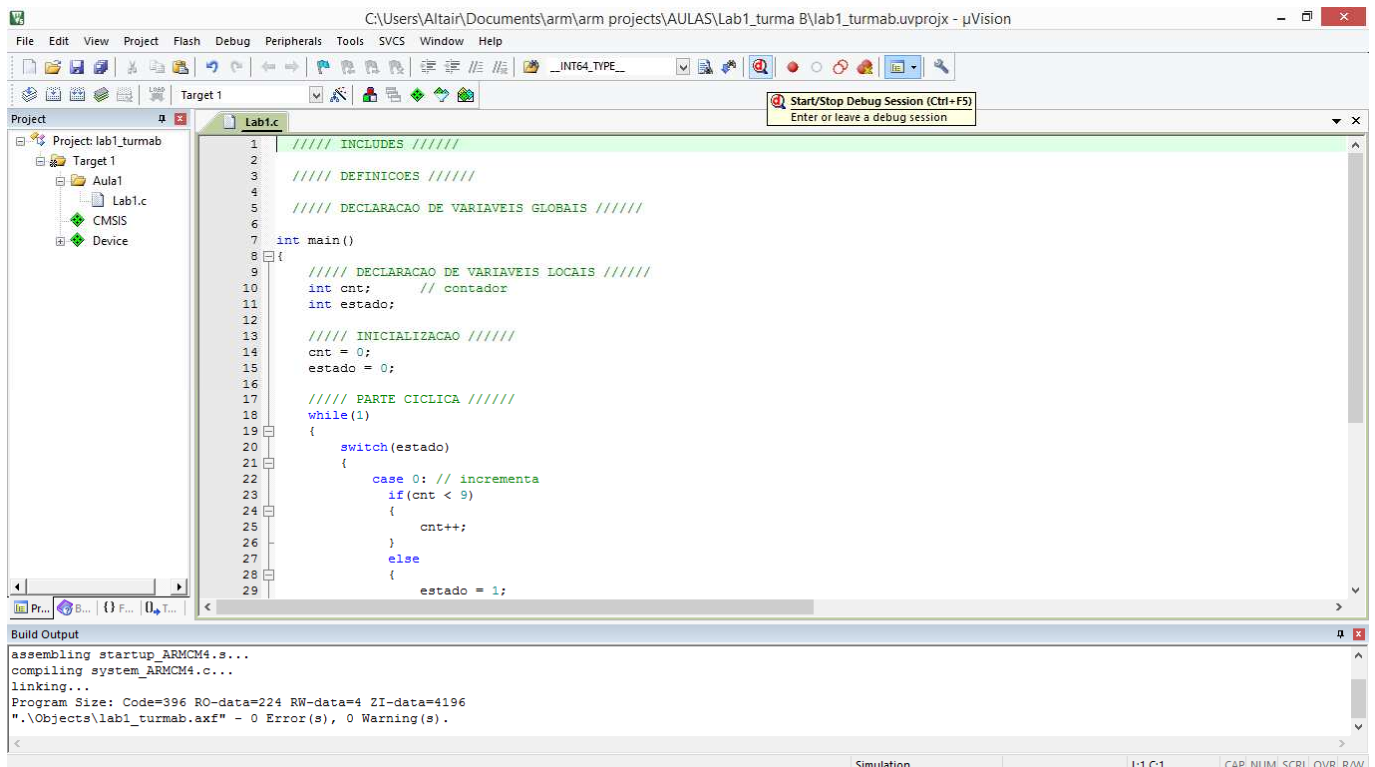 C:\Users\Altair\Documents\arm\arm projects\AULAS\Lab1_turma B\lab1_turmab.uvprojx - µVision
File Edit View Project Flash Debug Peripherals Tools SVCS Window Help
__INT64_TYPE__
Target 1
Start/Stop Debug Session (Ctrl+F5)
Enter or leave a debug session
Project
Project: lab1_turmab
Target 1
Aula1
Lab1.c
CMSIS
Device
Pr... B... {} F... 0 T...
Lab1.c
1 ///// INCLUDES //////
2
3 ///// DEFINICOES //////
4
5 ///// DECLARACAO DE VARIAVEIS GLOBAIS //////
6
7 int main()
8 {
9 ///// DECLARACAO DE VARIAVEIS LOCAIS //////
10 int cnt; // contador
11 int estado;
12
13 ///// INICIALIZACAO //////
14 cnt = 0;
15 estado = 0;
16
17 ///// PARTE CICLICA //////
18 while(1)
19 {
20 switch(estado)
21 {
22 case 0: // incrementa
23 if(cnt < 9)
24 {
25 cnt++;
26 }
27 else
28 {
29 estado = 1;
Build Output
assembling startup_ARMCM4.s...
compiling system_ARMCM4.c...
linking...
Program Size: Code=396 RO-data=224 RW-data=4 ZI-data=4196
".\Objects\lab1_turmab.axf" - 0 Error(s), 0 Warning(s).
Simulation L:1 C:1 CAP NUM SCRL OVR R/W